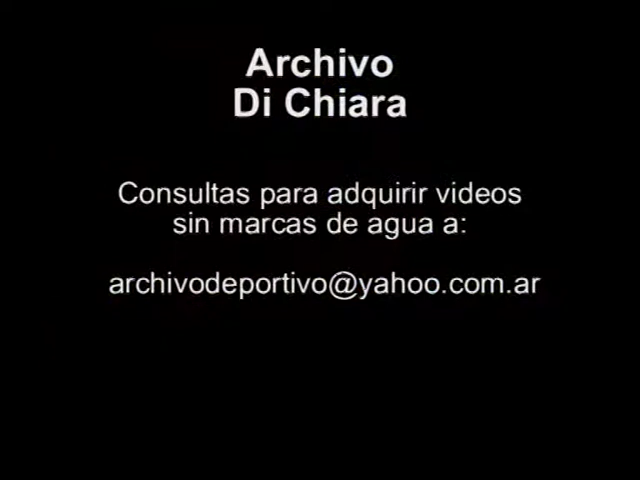 Archivo
Di Chiara
Consultas para adquirir videos
sin marcas de agua a:
archivodeportivo@yahoo.com.ar